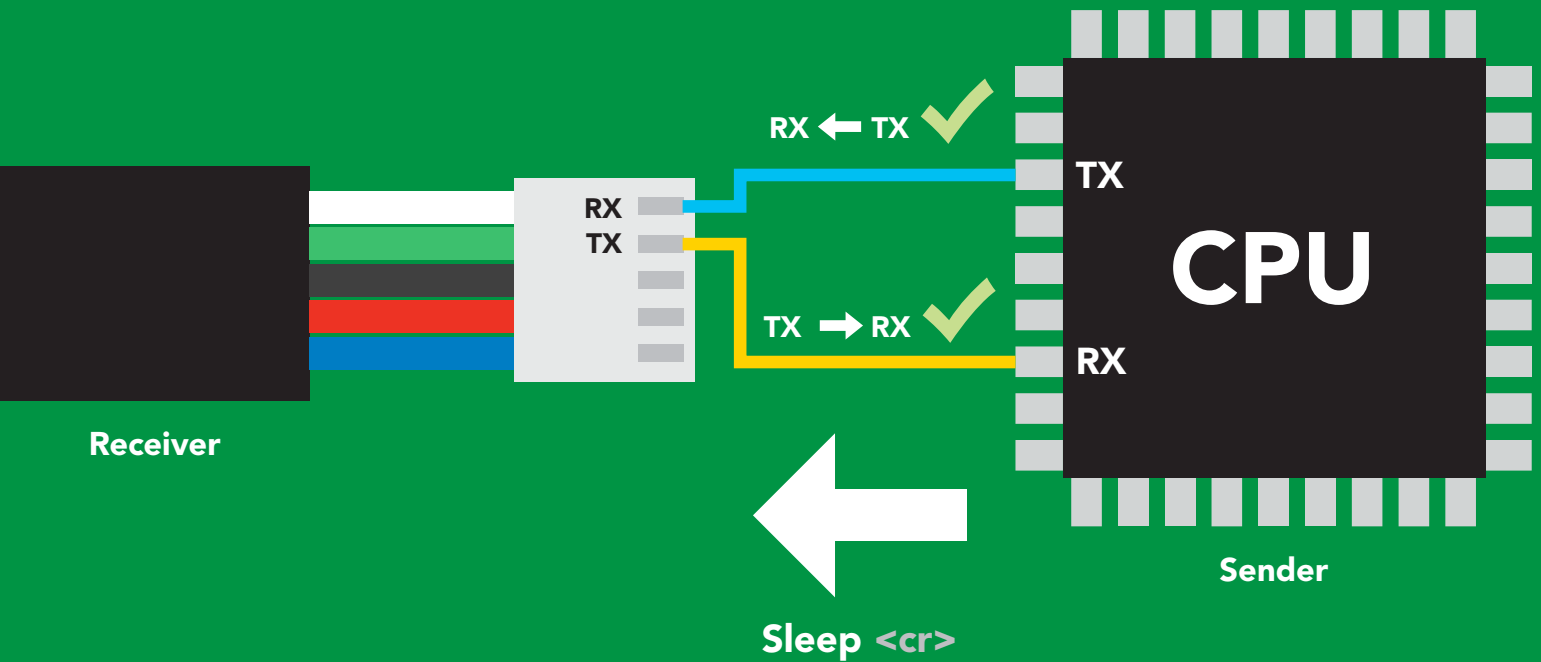 RX ← TX
TX
RX
TX
CPU
TX → RX
RX
Receiver
Sender
Sleep <cr>